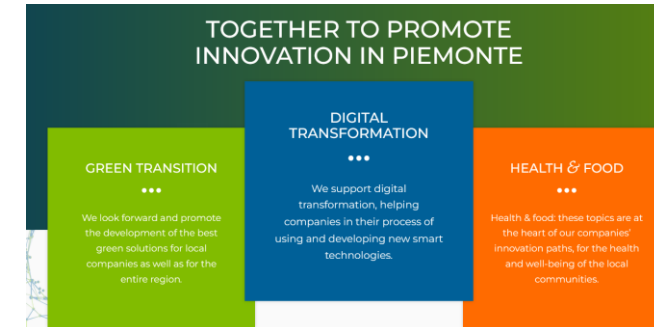 TOGETHER TO PROMOTE
INNOVATION IN PIEMONTE
GREEN TRANSITION
We look forward and promote
the development of the best
green solutions for local
companies as well as for the
entire region.
DIGITAL
TRANSFORMATION
We support digital
transformation, helping
companies in their process of
using and developing new smart
technologies.
HEALTH & FOOD
Health & food: these topics are at
the heart of our companies'
innovation paths, for the health
and well-being of the local
communities.